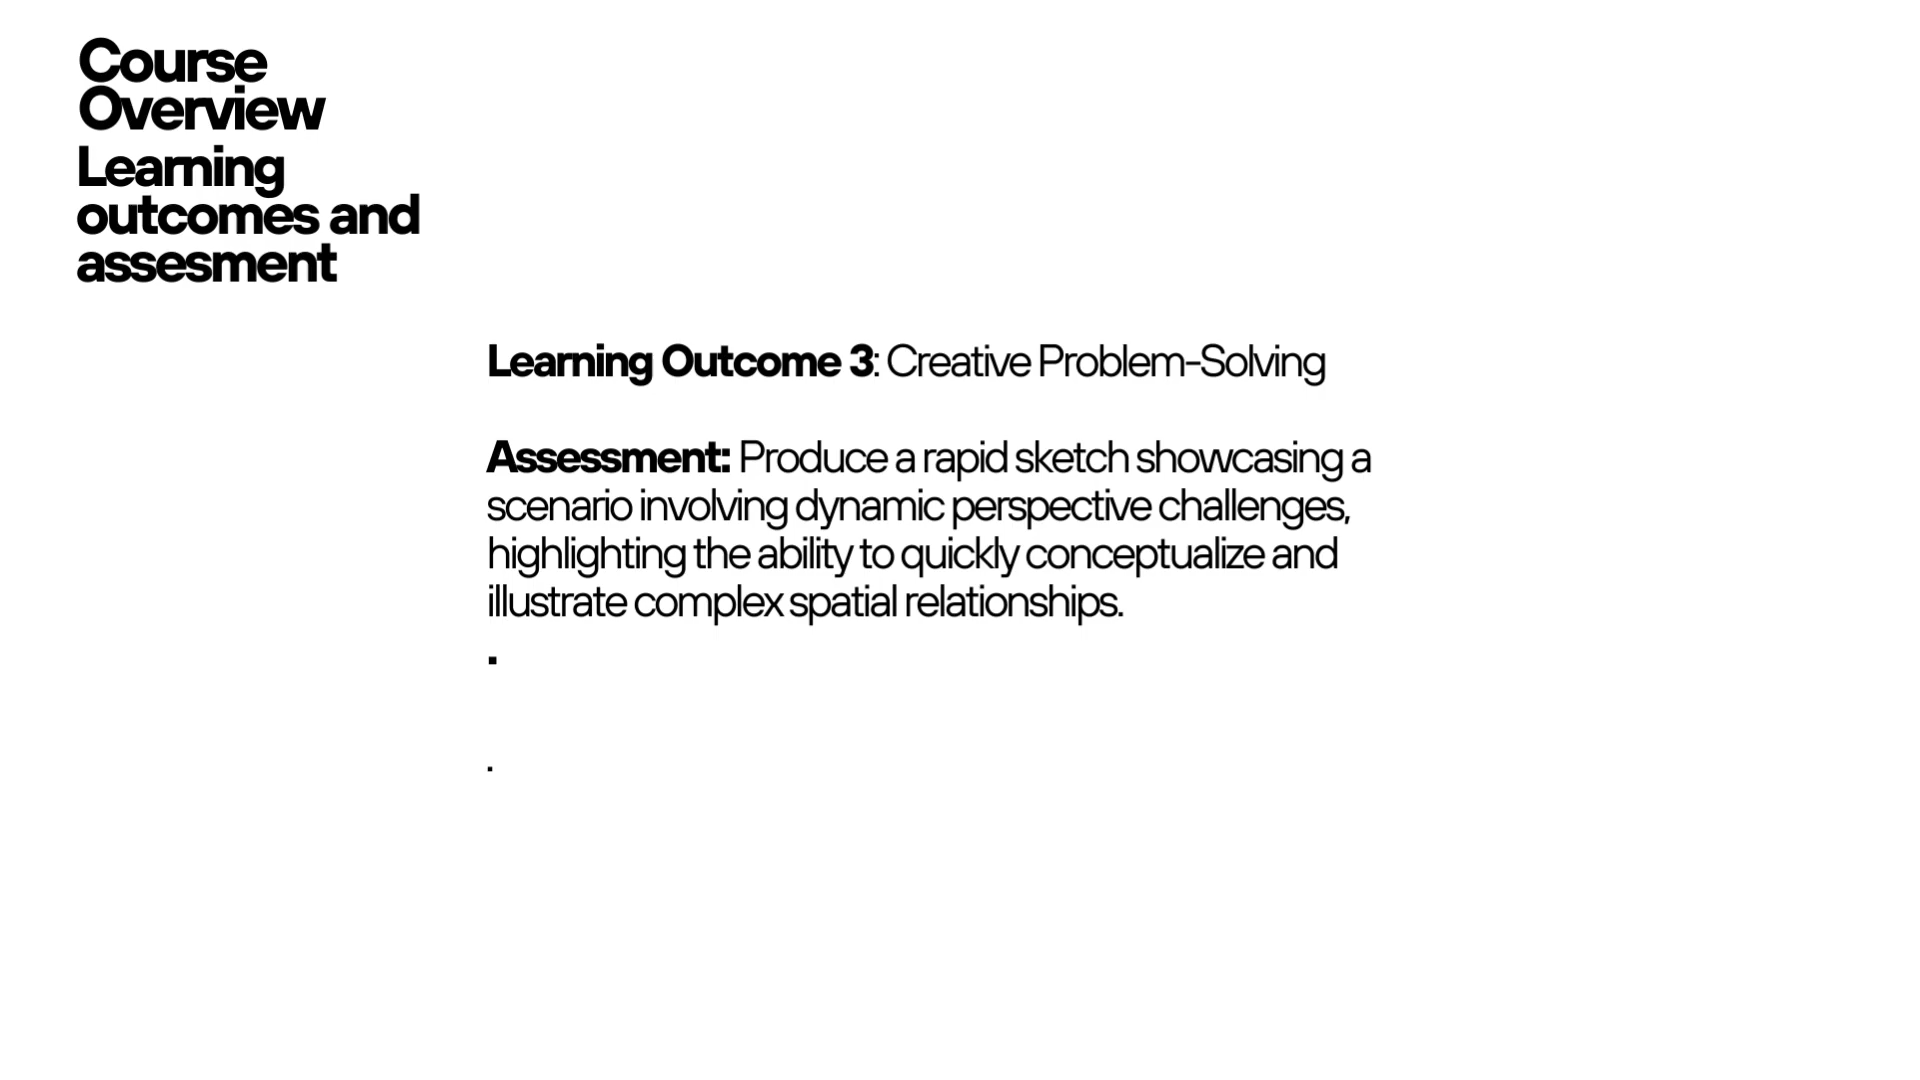 Course
Overview
Learning
outcomes and
assesment
Learning Outcome 3: Creative Problem-Solving
Assessment: Produce a rapid sketch showcasing a
scenario involving dynamic perspective challenges,
highlighting the ability to quickly conceptualize and
illustrate complex spatial relationships.
.
.